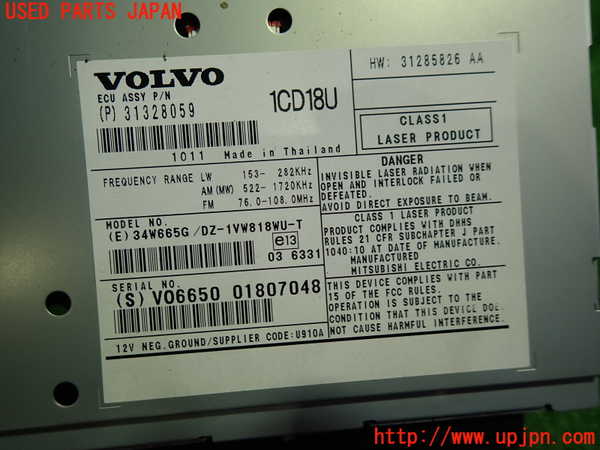 USED PARTS JAPAN
VOLVO
ECU ASSY P/N
(P) 31328059
1CD18U
HW: 31285826 AA
CLASS1
LASER PRODUCT
1011 Made in Thailand
FREQUENCY RANGE LW 153- 282KHz
AM (MW) 522- 1720KHz
FM 76.0-108.0MHz
DANGER
INVISIBLE LASER RADIATION WHEN
OPEN AND INTERLOCK FAILED OR
DEFEATED.
AVOID DIRECT EXPOSURE TO BEAM.
MODEL NO.
(E) 34W665G /DZ-1VW818WU-T
e13
03 6331
CLASS 1 LASER PRODUCT
PRODUCT COMPLIES WITH DHHS
RULES 21 CFR SUBCHAPTER J PART
1040:10 AT DATE OF MANUFACTURE.
MANUFACTURED
MITSUBISHI ELECTRIC CO.
SERIAL NO.
(S) VO6650 01807048
THIS DEVICE COMPLIES WITH PART
15 OF THE FCC RULES.
OPERATION IS SUBJECT TO THE
CONDITION THAT THIS DEVICE DOES
NOT CAUSE HARMFUL INTERFERENCE.
12V NEG.GROUND/SUPPLIER CODE:U910A
http://www.upjpn.com/